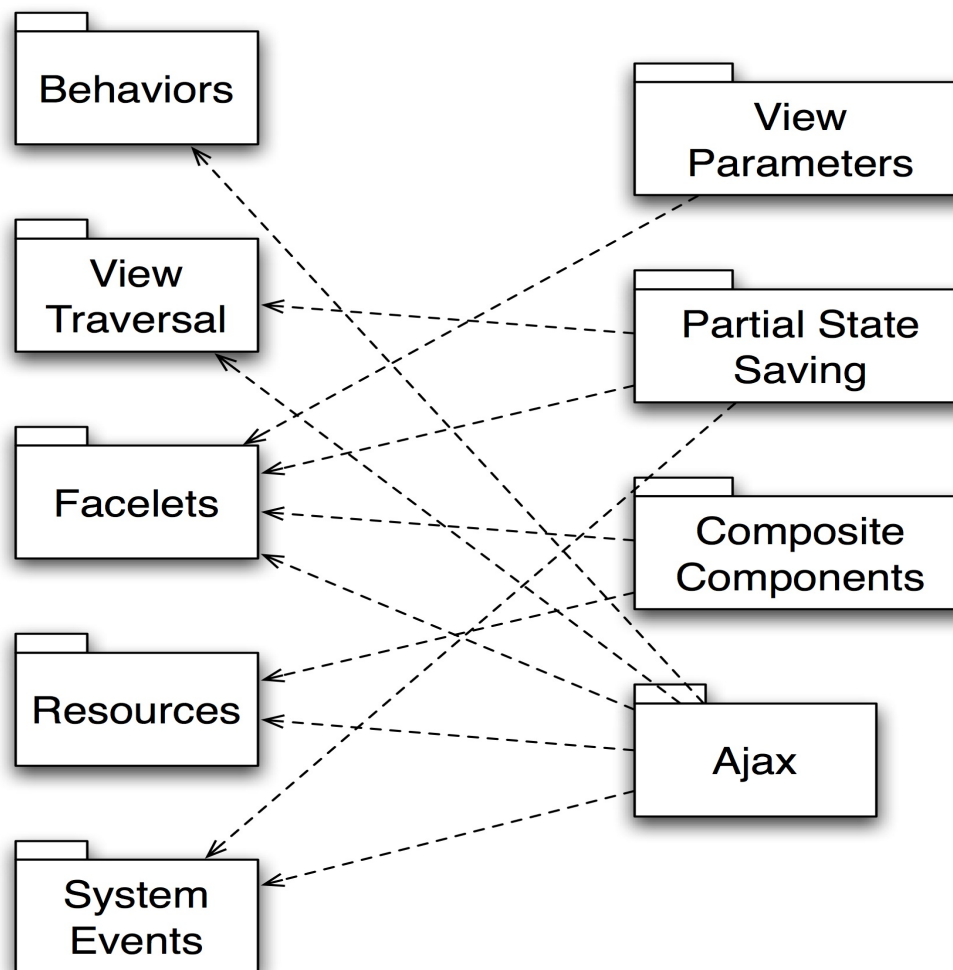 Behaviors
View
Traversal
Facelets
Resources
System
Events
View
Parameters
Partial State
Saving
Composite
Components
Ajax